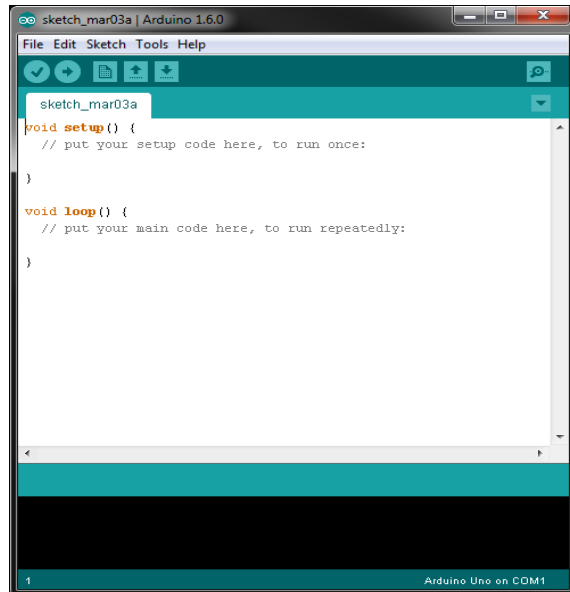 sketch_mar03a | Arduino 1.6.0
File Edit Sketch Tools Help
sketch_mar03a
void setup() {
  // put your setup code here, to run once:
}
void loop() {
  // put your main code here, to run repeatedly:
}
1 Arduino Uno on COM1